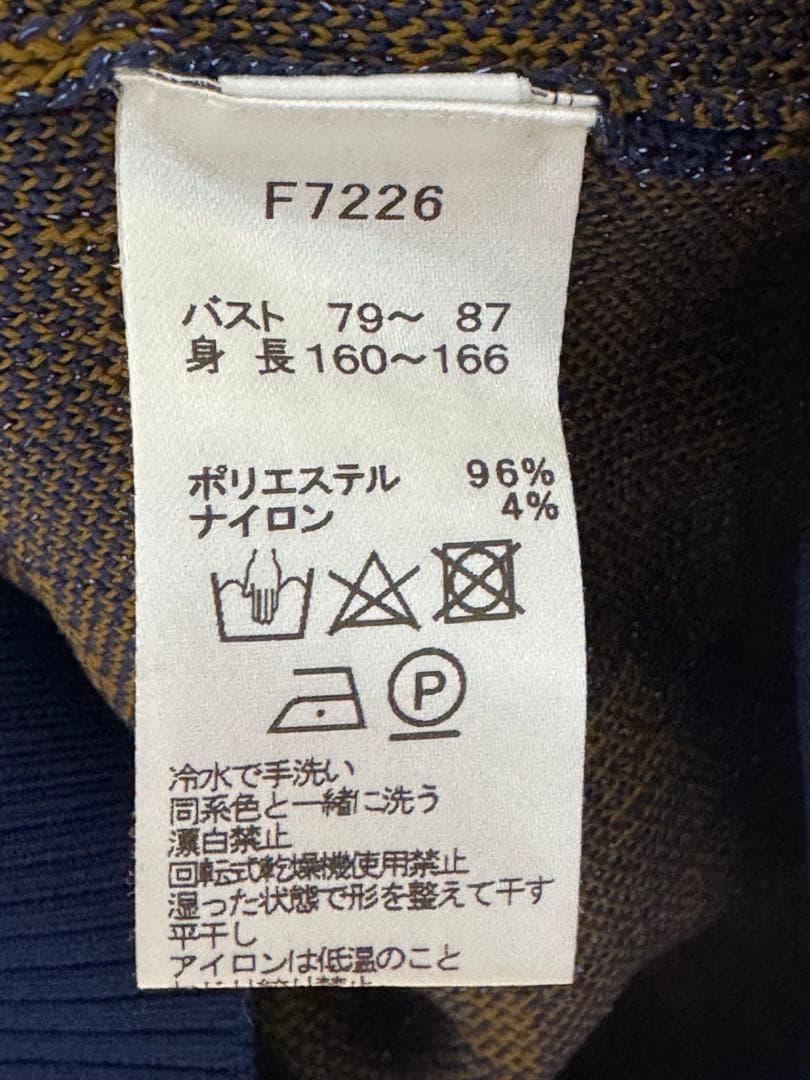 F7226
バスト 79〜 87
身 長 160〜166
ポリエステル 96%
ナイロン 4%
P
冷水で手洗い
同系色と一緒に洗う
漂白禁止
回転式乾燥機使用禁止
湿った状態で形を整えて干す
平干し
アイロンは低温のこと